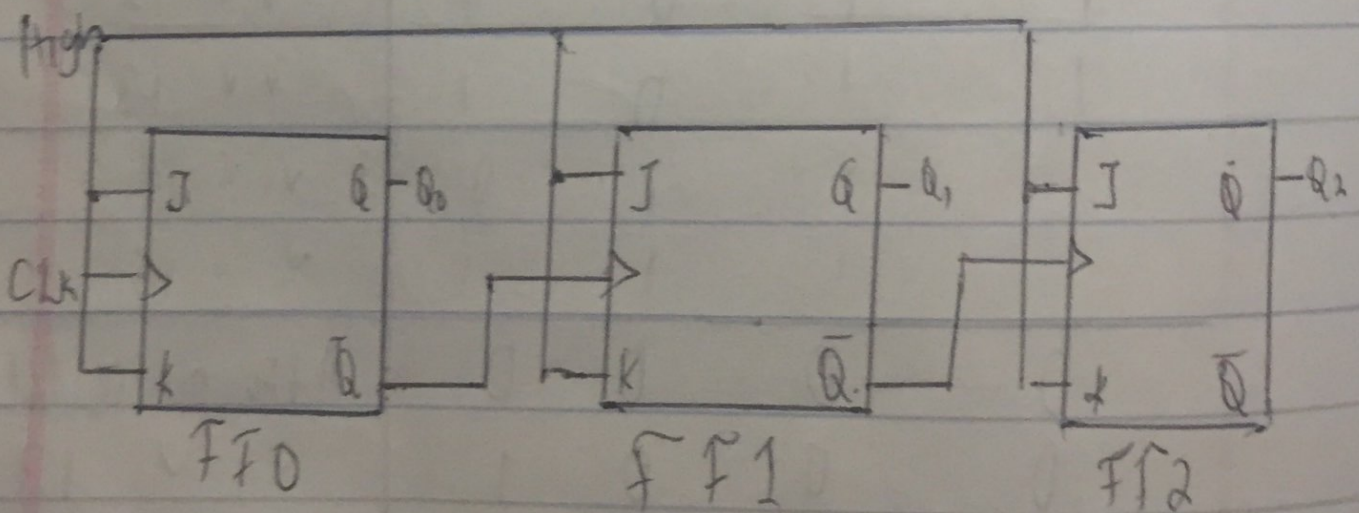 High
J Q Q₀ J Q Q₁ J Q Q₂
CLK
K Q̅ K Q̅ K Q̅
FF0 FF1 FF2